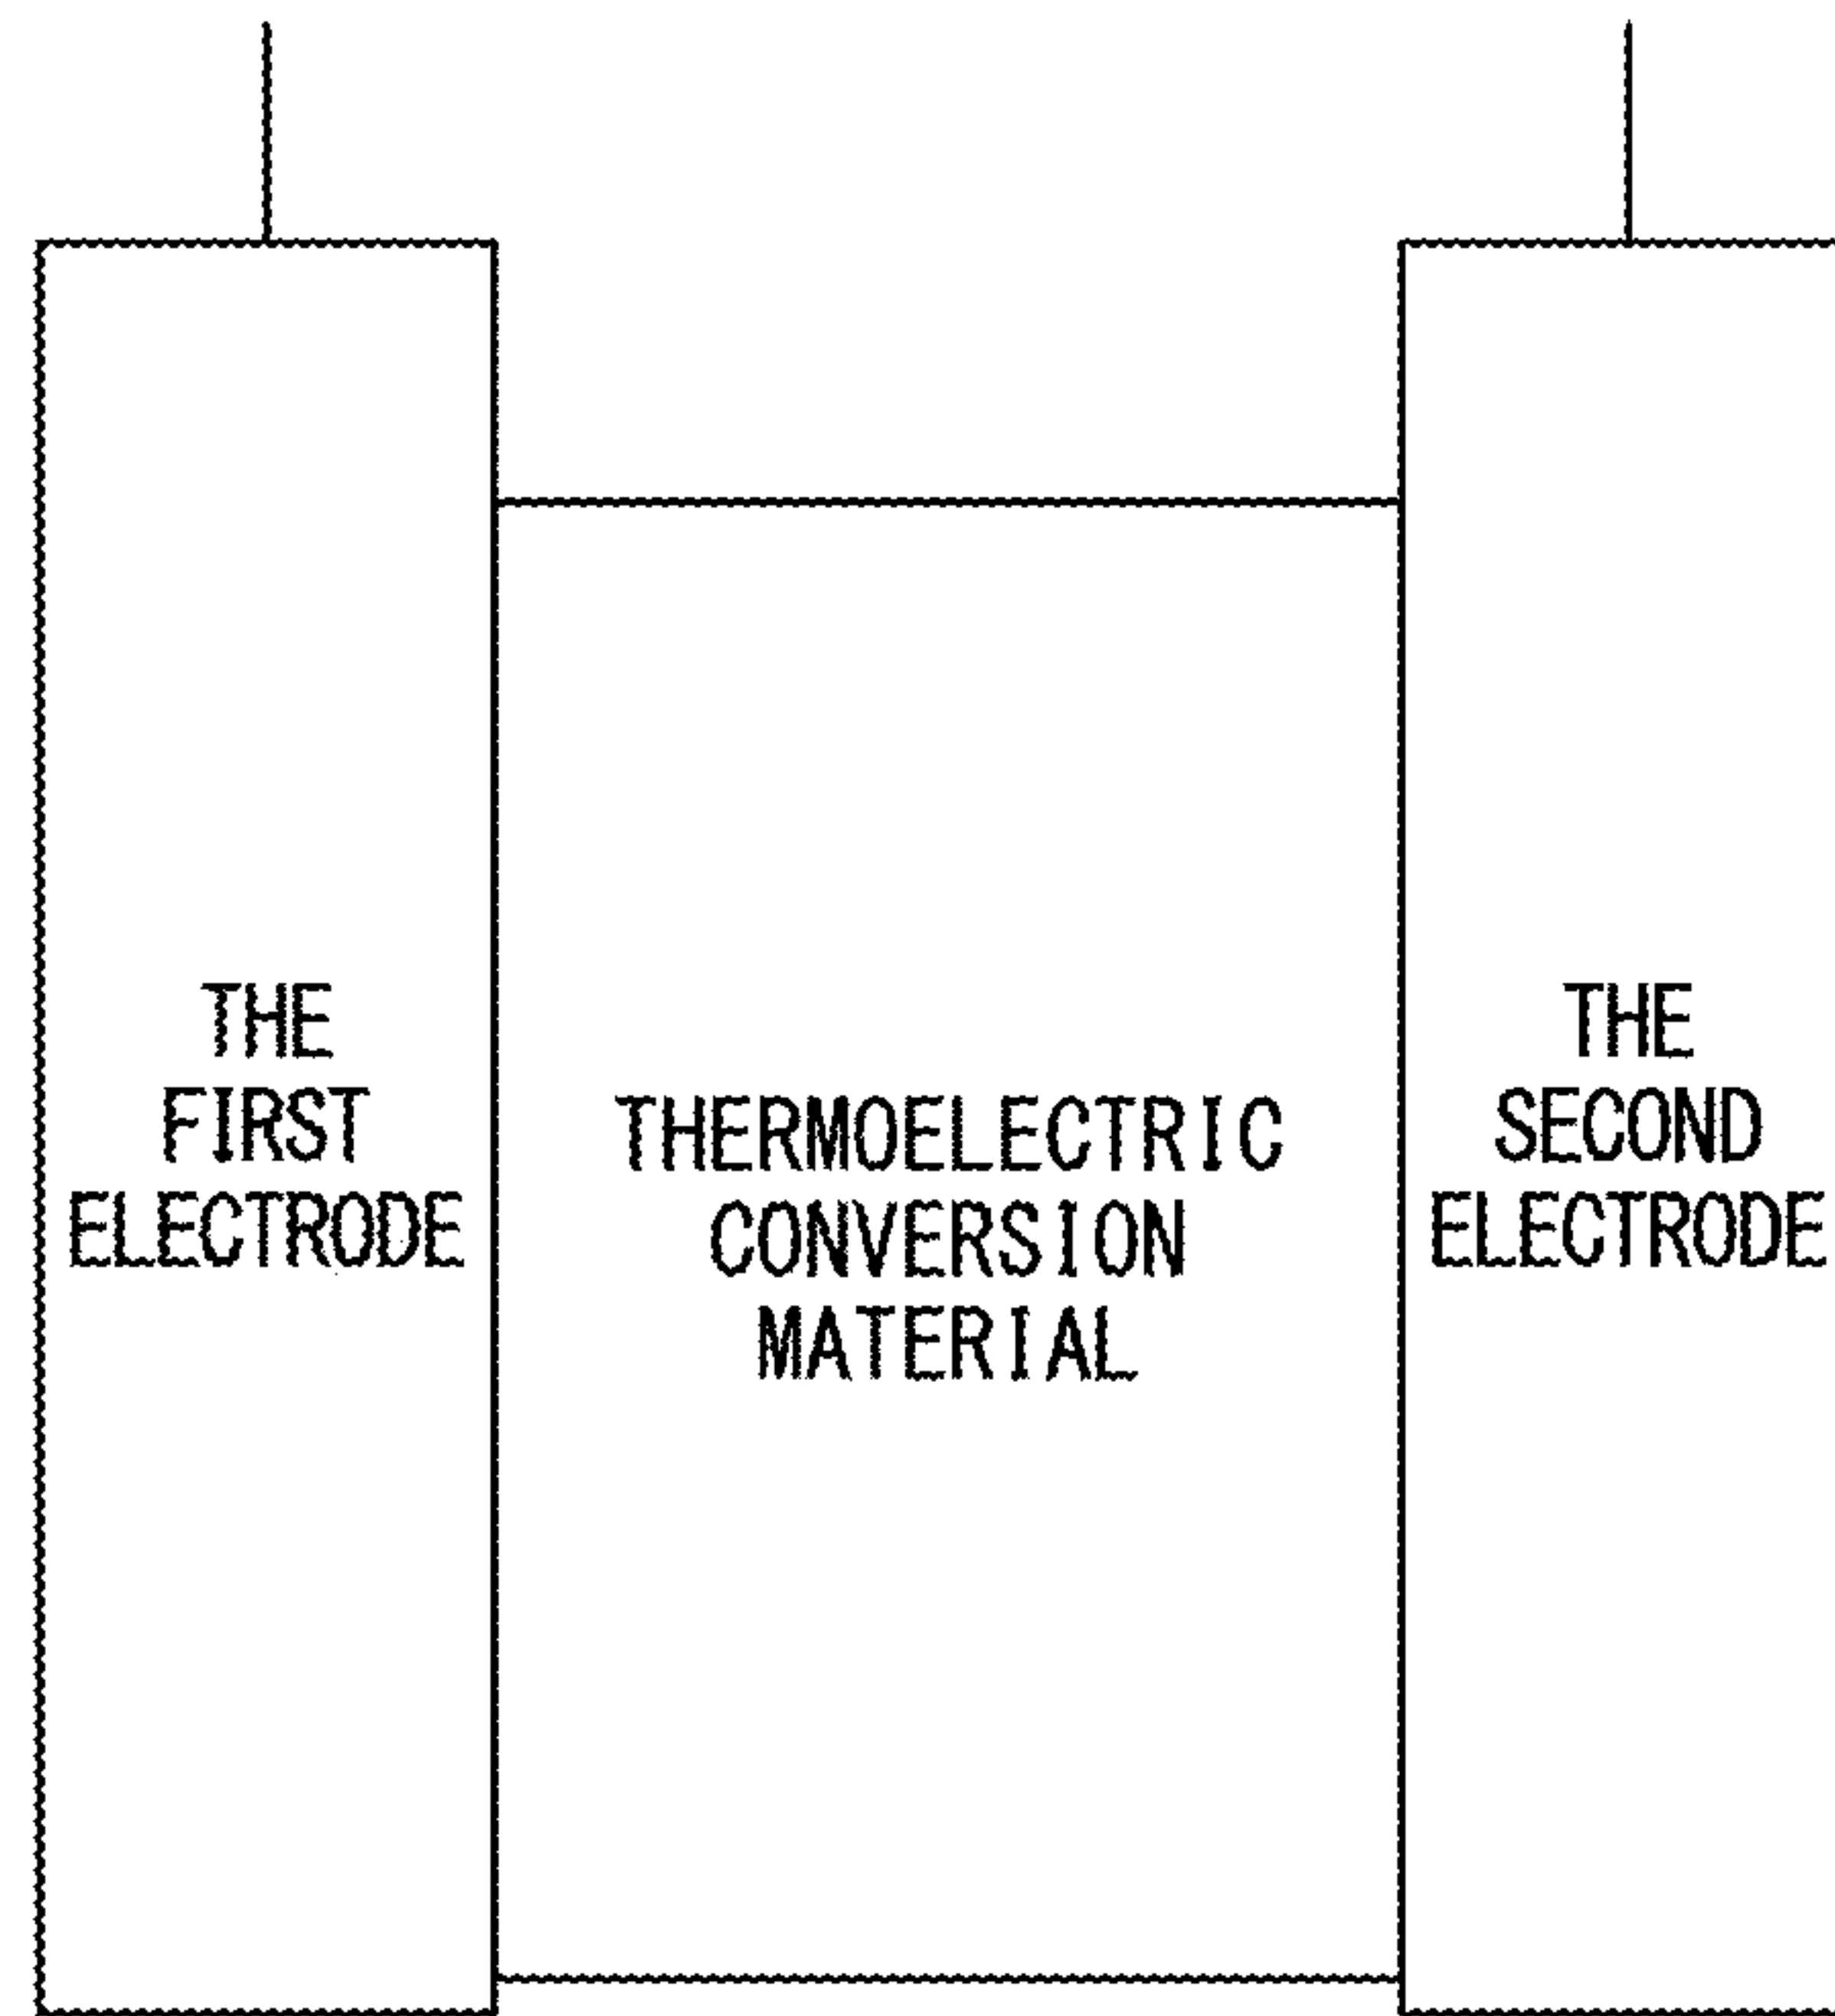 THE
FIRST
ELECTRODE
THERMOELECTRIC
CONVERSION
MATERIAL
THE
SECOND
ELECTRODE